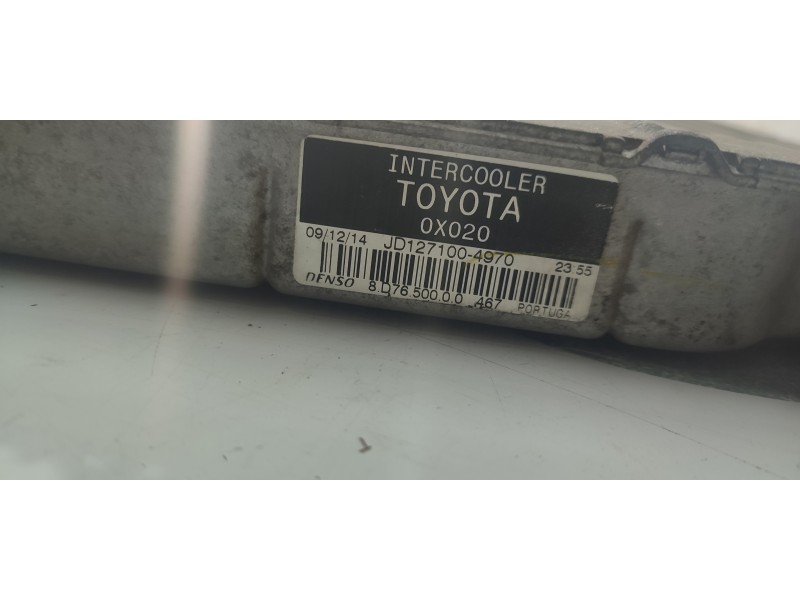 INTERCOOLER
TOYOTA
0X020
09/12/14 JD127100-4970 23 55
DENSO 8.D76.500.0.0 467 PORTUGA